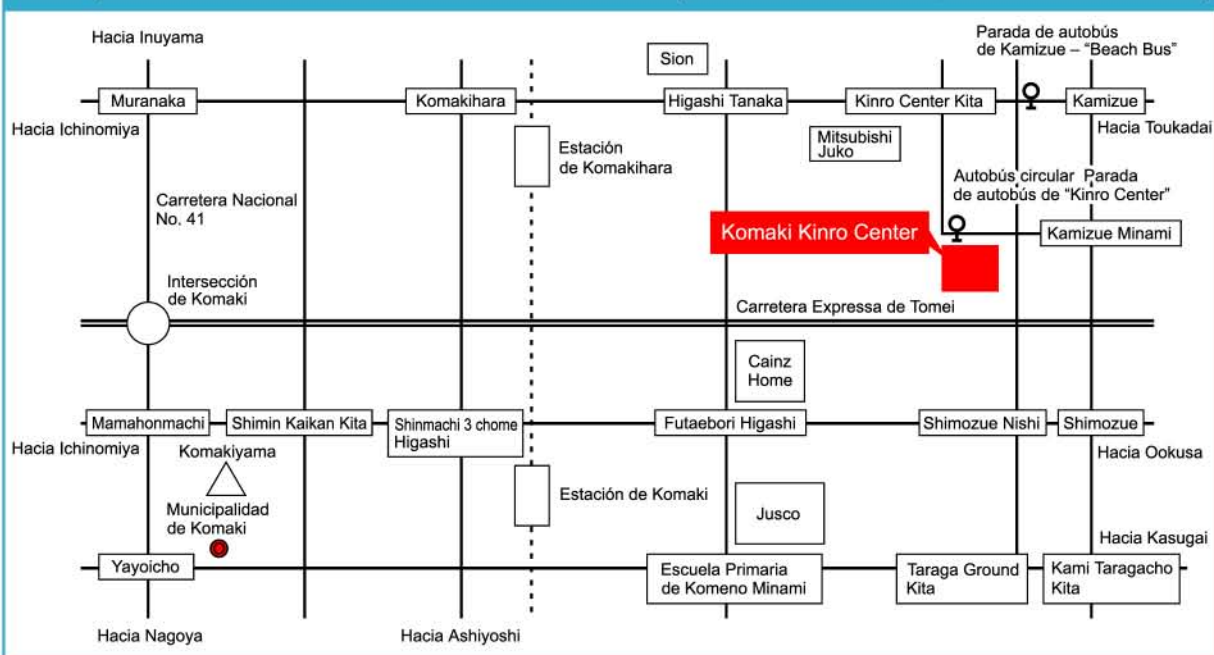 Hacia Inuyama
Parada de autobús
de Kamizue – “Beach Bus”
Sion
Muranaka
Komakihara
Higashi Tanaka
Kinro Center Kita
Kamizue
Hacia Ichinomiya
Hacia Toukadai
Mitsubishi
Juko
Estación
de Komakihara
Autobús circular Parada
de autobús de “Kinro Center”
Carretera Nacional
No. 41
Komaki Kinro Center
Kamizue Minami
Intersección
de Komaki
Carretera Expressa de Tomei
Cainz
Home
Mamahonmachi
Shimin Kaikan Kita
Shinmachi 3 chome
Higashi
Futaebori Higashi
Shimozue Nishi
Shimozue
Hacia Ichinomiya
Hacia Ookusa
Komakiyama
Estación de Komaki
Municipalidad
de Komaki
Jusco
Hacia Kasugai
Yayoicho
Escuela Primaria
de Komeno Minami
Taraga Ground
Kita
Kami Taragacho
Kita
Hacia Nagoya
Hacia Ashiyoshi